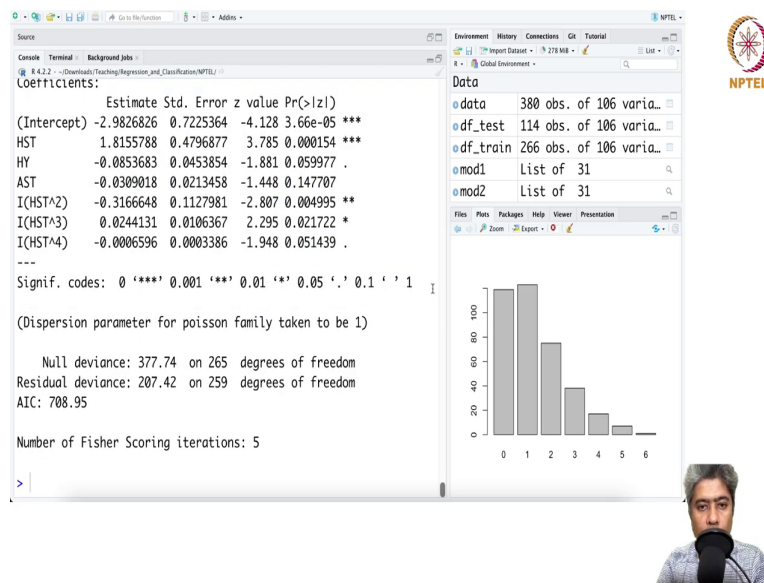 Go to file/function
Addins
NPTEL
Source
Console Terminal Background Jobs
R 4.2.2 · ~/Downloads/Teaching/Regression_and_Classification/NPTEL/
Coefficients:
Estimate Std. Error z value Pr(>|z|)
(Intercept) -2.9826826 0.7225364 -4.128 3.66e-05 ***
HST 1.8155788 0.4796877 3.785 0.000154 ***
HY -0.0853683 0.0453854 -1.881 0.059977 .
AST -0.0309018 0.0213458 -1.448 0.147707
I(HST^2) -0.3166648 0.1127981 -2.807 0.004995 **
I(HST^3) 0.0244131 0.0106367 2.295 0.021722 *
I(HST^4) -0.0006596 0.0003386 -1.948 0.051439 .
---
Signif. codes: 0 ‘***’ 0.001 ‘**’ 0.01 ‘*’ 0.05 ‘.’ 0.1 ‘ ’ 1
(Dispersion parameter for poisson family taken to be 1)
Null deviance: 377.74 on 265 degrees of freedom
Residual deviance: 207.42 on 259 degrees of freedom
AIC: 708.95
Number of Fisher Scoring iterations: 5
>
Environment History Connections Git Tutorial
Import Dataset 278 MiB List
R Global Environment
Data
data 380 obs. of 106 varia...
df_test 114 obs. of 106 varia...
df_train 266 obs. of 106 varia...
mod1 List of 31
mod2 List of 31
Files Plots Packages Help Viewer Presentation
Zoom Export
100
80
60
40
20
0
0 1 2 3 4 5 6
NPTEL